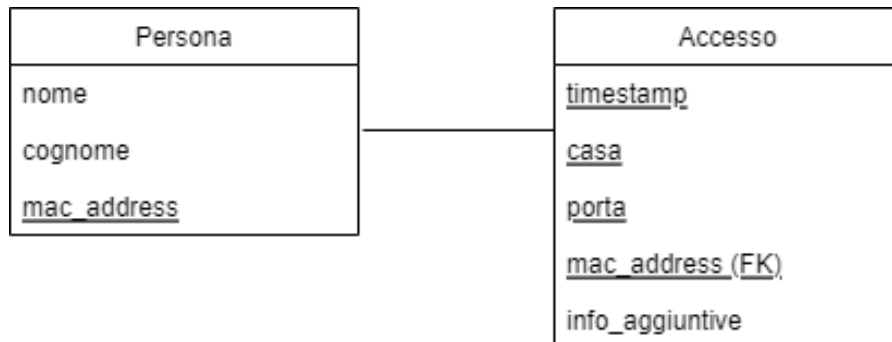 Persona
nome
cognome
mac_address
Accesso
timestamp
casa
porta
mac_address (FK)
info_aggiuntive